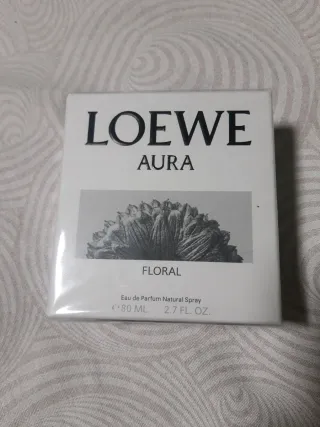 LOEWE
AURA
FLORAL
Eau de Parfum Natural Spray
e 80 ML 2.7 FL. OZ.